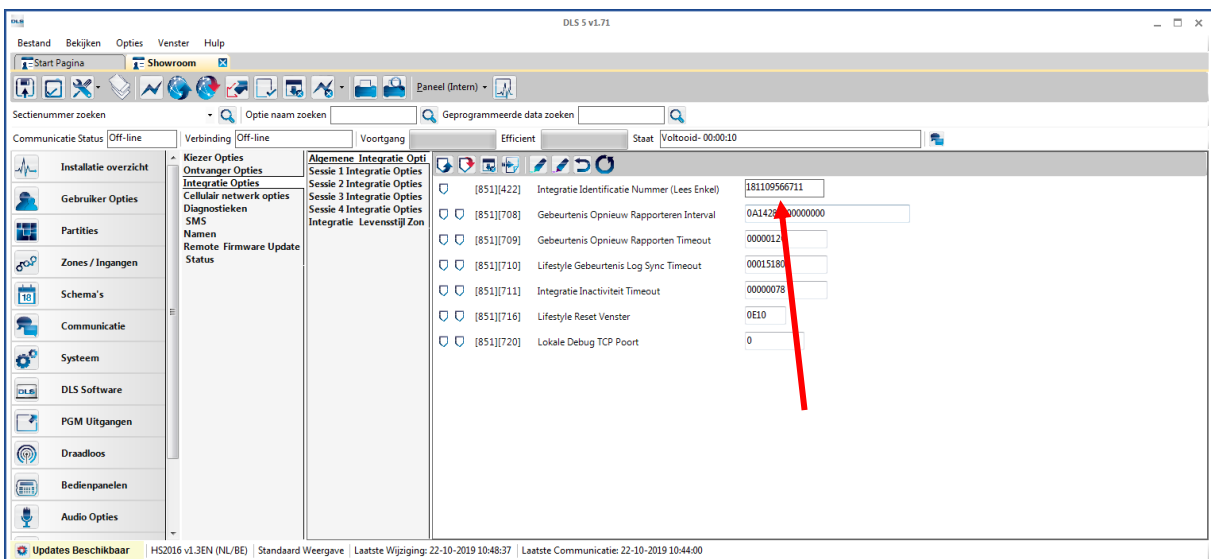 DLS DLS 5 v1.71
Bestand Bekijken Opties Venster Hulp
Start Pagina Showroom
Paneel (Intern)
Sectienummer zoeken Optie naam zoeken Geprogrammeerde data zoeken
Communicatie Status Off-line Verbinding Off-line Voortgang Efficient Staat Voltooid- 00:00:10
Installatie overzicht
Gebruiker Opties
Partities
Zones / Ingangen
18 Schema's
Communicatie
Systeem
DLS DLS Software
PGM Uitgangen
Draadloos
Bedienpanelen
Audio Opties
Kiezer Opties
Ontvanger Opties
Integratie Opties
Cellulair netwerk opties
Diagnostieken
SMS
Namen
Remote Firmware Update
Status
Algemene Integratie Opti
Sessie 1 Integratie Opties
Sessie 2 Integratie Opties
Sessie 3 Integratie Opties
Sessie 4 Integratie Opties
Integratie Levensstijl Zon
[851][422] Integratie Identificatie Nummer (Lees Enkel) 181109566711
[851][708] Gebeurtenis Opnieuw Rapporteren Interval
[851][709] Gebeurtenis Opnieuw Rapporten Timeout
[851][710] Lifestyle Gebeurtenis Log Sync Timeout 00015180
[851][711] Integratie Inactiviteit Timeout 00000078
[851][716] Lifestyle Reset Venster 0E10
[851][720] Lokale Debug TCP Poort 0
Updates Beschikbaar HS2016 v1.3EN (NL/BE) Standaard Weergave Laatste Wijziging: 22-10-2019 10:48:37 Laatste Communicatie: 22-10-2019 10:44:00